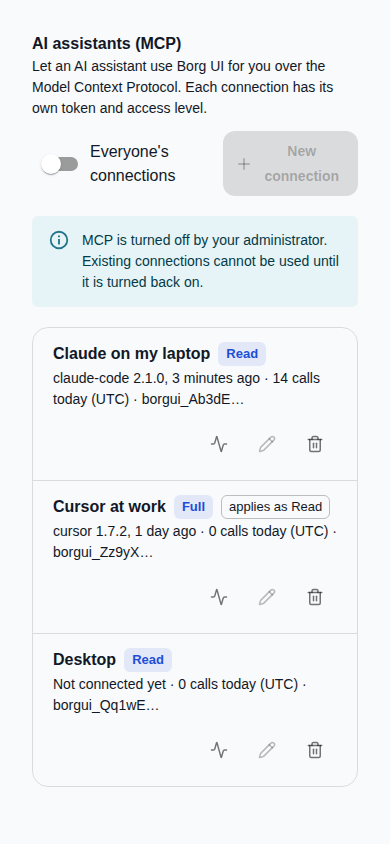 AI assistants (MCP)
Let an AI assistant use Borg UI for you over the
Model Context Protocol. Each connection has its
own token and access level.
Everyone's
connections
New
connection
MCP is turned off by your administrator.
Existing connections cannot be used until
it is turned back on.
Claude on my laptop Read
claude-code 2.1.0, 3 minutes ago · 14 calls
today (UTC) · borgui_Ab3dE…
Cursor at work Full applies as Read
cursor 1.7.2, 1 day ago · 0 calls today (UTC) ·
borgui_Zz9yX…
Desktop Read
Not connected yet · 0 calls today (UTC) ·
borgui_Qq1wE…